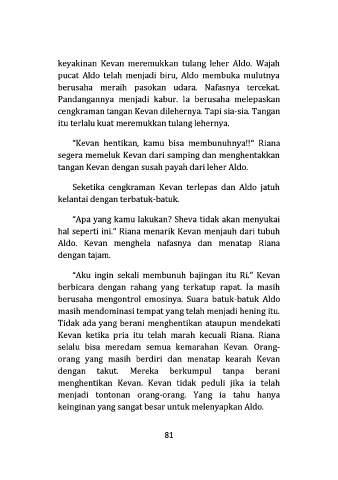 keyakinan Kevan meremukkan tulang leher Aldo. Wajah
pucat Aldo telah menjadi biru, Aldo membuka mulutnya
berusaha meraih pasokan udara. Nafasnya tercekat.
Pandangannya menjadi kabur. Ia berusaha melepaskan
cengkraman tangan Kevan dilehernya. Tapi sia-sia. Tangan
itu terlalu kuat meremukkan tulang lehernya.
"Kevan hentikan, kamu bisa membunuhnya!!" Riana
segera memeluk Kevan dari samping dan menghentakkan
tangan Kevan dengan susah payah dari leher Aldo.
Seketika cengkraman Kevan terlepas dan Aldo jatuh
kelantai dengan terbatuk-batuk.
"Apa yang kamu lakukan? Sheva tidak akan menyukai
hal seperti ini." Riana menarik Kevan menjauh dari tubuh
Aldo. Kevan menghela nafasnya dan menatap Riana
dengan tajam.
"Aku ingin sekali membunuh bajingan itu Ri." Kevan
berbicara dengan rahang yang terkatup rapat. Ia masih
berusaha mengontrol emosinya. Suara batuk-batuk Aldo
masih mendominasi tempat yang telah menjadi hening itu.
Tidak ada yang berani menghentikan ataupun mendekati
Kevan ketika pria itu telah marah kecuali Riana. Riana
selalu bisa meredam semua kemarahan Kevan. Orang-
orang yang masih berdiri dan menatap kearah Kevan
dengan takut. Mereka berkumpul tanpa berani
menghentikan Kevan. Kevan tidak peduli jika ia telah
menjadi tontonan orang-orang. Yang ia tahu hanya
keinginan yang sangat besar untuk melenyapkan Aldo.
81